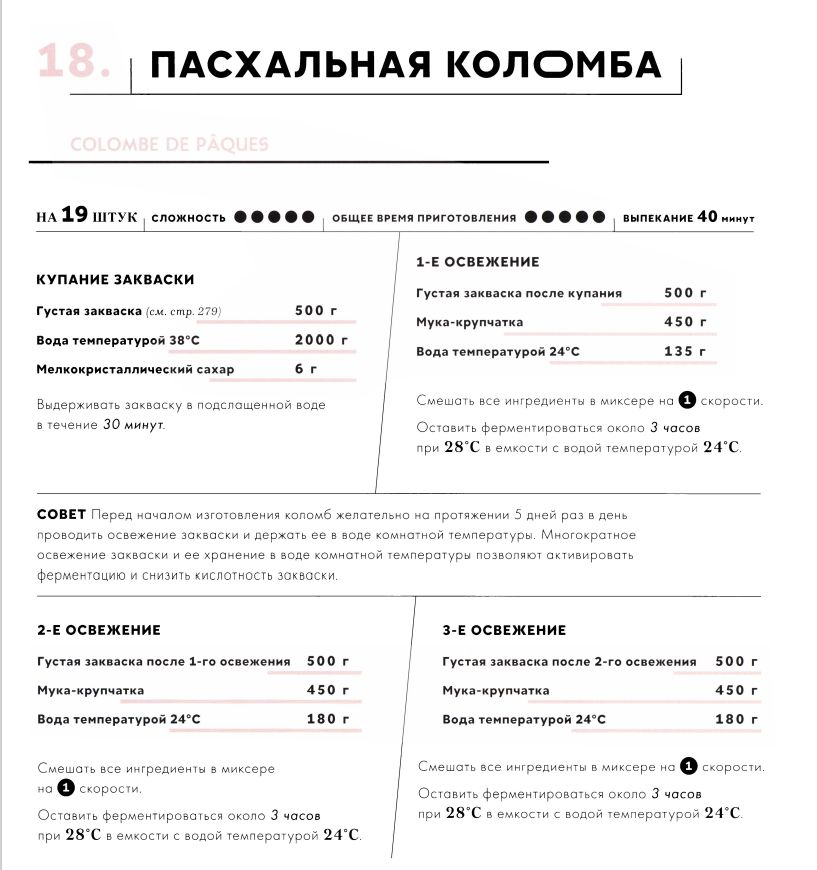 18. ПАСХАЛЬНАЯ КОЛОМБА
COLOMBE DE PÂQUES
НА 19 ШТУК СЛОЖНОСТЬ ●●●●● ОБЩЕЕ ВРЕМЯ ПРИГОТОВЛЕНИЯ ●●●●● ВЫПЕКАНИЕ 40 минут
КУПАНИЕ ЗАКВАСКИ
Густая закваска (см. стр. 279) 500 г
Вода температурой 38°C 2000 г
Мелкокристаллический сахар 6 г
Выдерживать закваску в подслащенной воде
в течение 30 минут.
1-Е ОСВЕЖЕНИЕ
Густая закваска после купания 500 г
Мука-крупчатка 450 г
Вода температурой 24°C 135 г
Смешать все ингредиенты в миксере на 1 скорости.
Оставить ферментироваться около 3 часов
при 28°C в емкости с водой температурой 24°C.
СОВЕТ Перед началом изготовления коломб желательно на протяжении 5 дней раз в день
проводить освежение закваски и держать ее в воде комнатной температуры. Многократное
освежение закваски и ее хранение в воде комнатной температуры позволяют активировать
ферментацию и снизить кислотность закваски.
2-Е ОСВЕЖЕНИЕ
Густая закваска после 1-го освежения 500 г
Мука-крупчатка 450 г
Вода температурой 24°C 180 г
Смешать все ингредиенты в миксере
на 1 скорости.
Оставить ферментироваться около 3 часов
при 28°C в емкости с водой температурой 24°C.
3-Е ОСВЕЖЕНИЕ
Густая закваска после 2-го освежения 500 г
Мука-крупчатка 450 г
Вода температурой 24°C 180 г
Смешать все ингредиенты в миксере на 1 скорости.
Оставить ферментироваться около 3 часов
при 28°C в емкости с водой температурой 24°C.